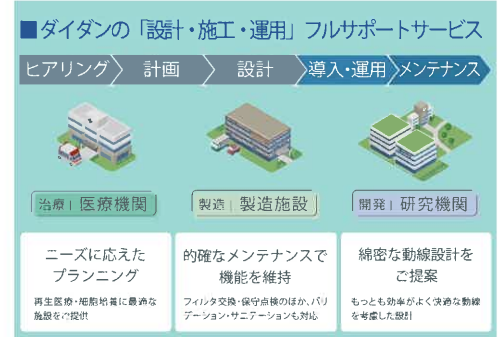 ■ダイダンの「設計・施工・運用」フルサポートサービス
ヒアリング 計画 設計 導入・運用 メンテナンス
治療｜医療機関 製造｜製造施設 開発｜研究機関
ニーズに応えた
プランニング
再生医療・細胞培養に最適な
施設をご提供
的確なメンテナンスで
機能を維持
フィルタ交換・保守点検のほか、バリ
デーション・サニテーションも対応
綿密な動線設計を
ご提案
もっとも効率がよく快適な動線
を考慮した設計